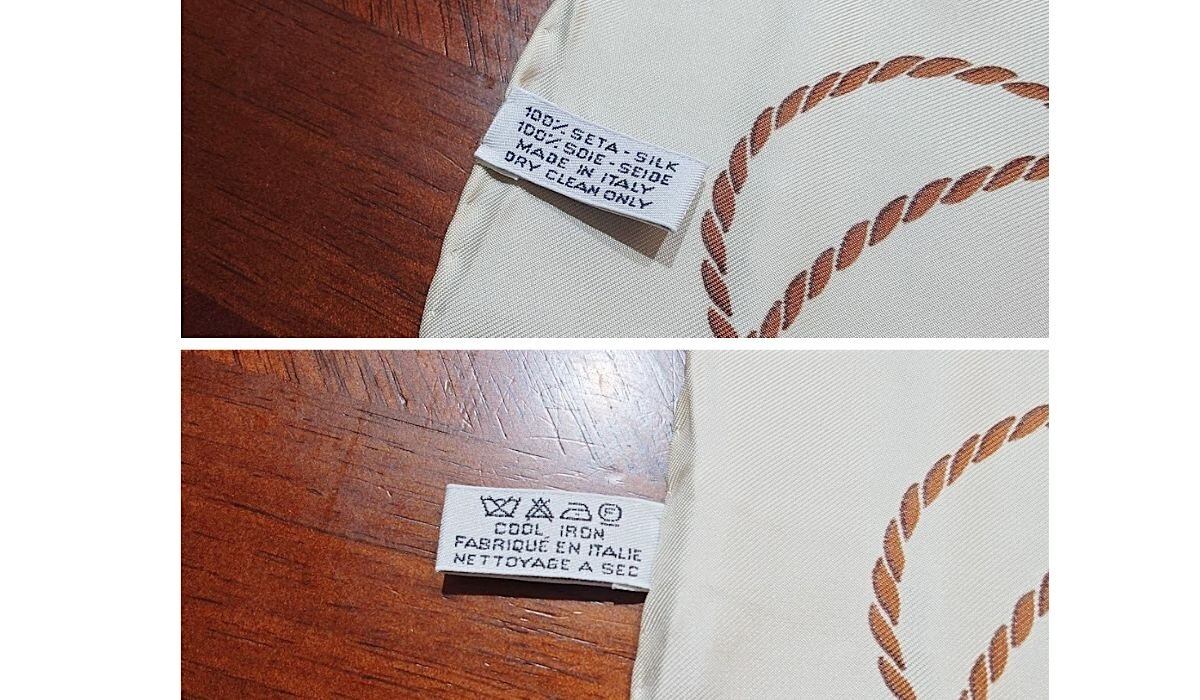 100% SETA - SILK
100% SOIE - SEIDE
MADE IN ITALY
DRY CLEAN ONLY
COOL IRON
FABRIQUE EN ITALIE
NETTOYAGE A SEC